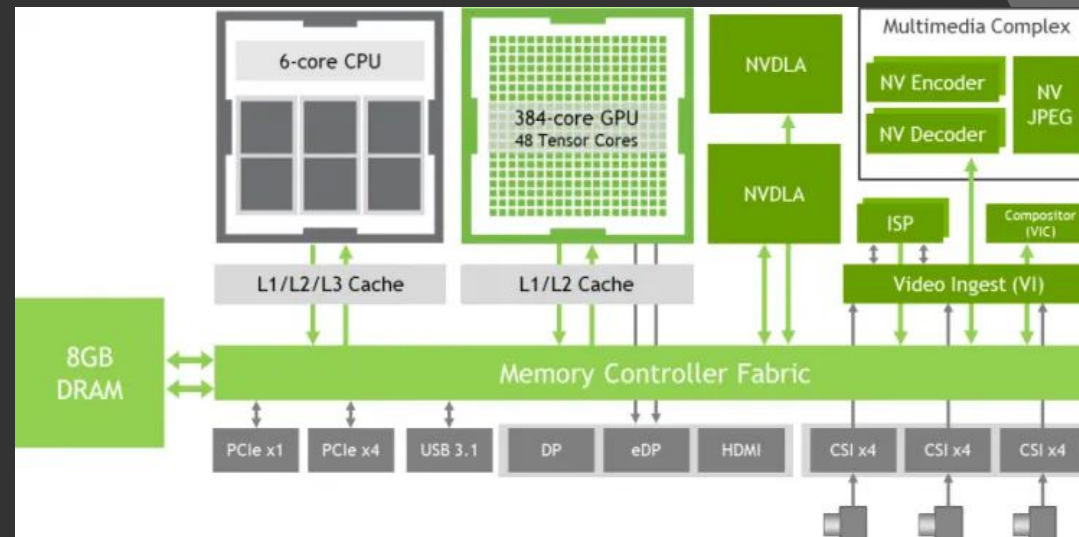 6-core CPU
384-core GPU
48 Tensor Cores
NVDLA
NVDLA
Multimedia Complex
NV Encoder
NV Decoder
NV
JPEG
ISP
Compositor
(VIC)
Video Ingest (VI)
L1/L2/L3 Cache
L1/L2 Cache
8GB
DRAM
Memory Controller Fabric
PCIe x1
PCIe x4
USB 3.1
DP
eDP
HDMI
CSI x4
CSI x4
CSI x4